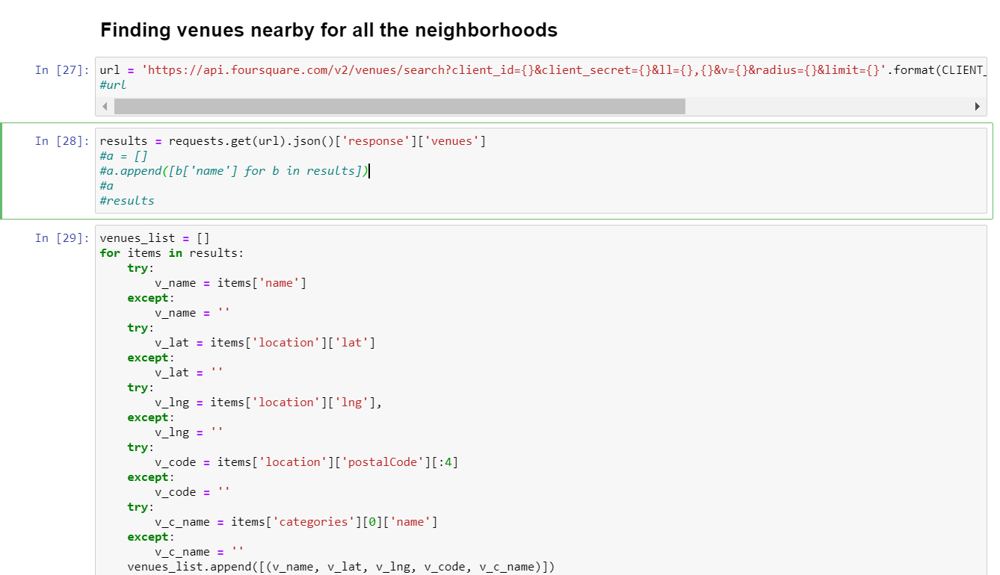 Finding venues nearby for all the neighborhoods
In [27]: url = 'https://api.foursquare.com/v2/venues/search?client_id={}&client_secret={}&ll={},{}&v={}&radius={}&limit={}'.format(CLIENT_
#url
In [28]: results = requests.get(url).json()['response']['venues']
#a = []
#a.append([b['name'] for b in results])
#a
#results
In [29]: venues_list = []
for items in results:
    try:
        v_name = items['name']
    except:
        v_name = ''
    try:
        v_lat = items['location']['lat']
    except:
        v_lat = ''
    try:
        v_lng = items['location']['lng'],
    except:
        v_lng = ''
    try:
        v_code = items['location']['postalCode'][:4]
    except:
        v_code = ''
    try:
        v_c_name = items['categories'][0]['name']
    except:
        v_c_name = ''
    venues_list.append([(v_name, v_lat, v_lng, v_code, v_c_name)])